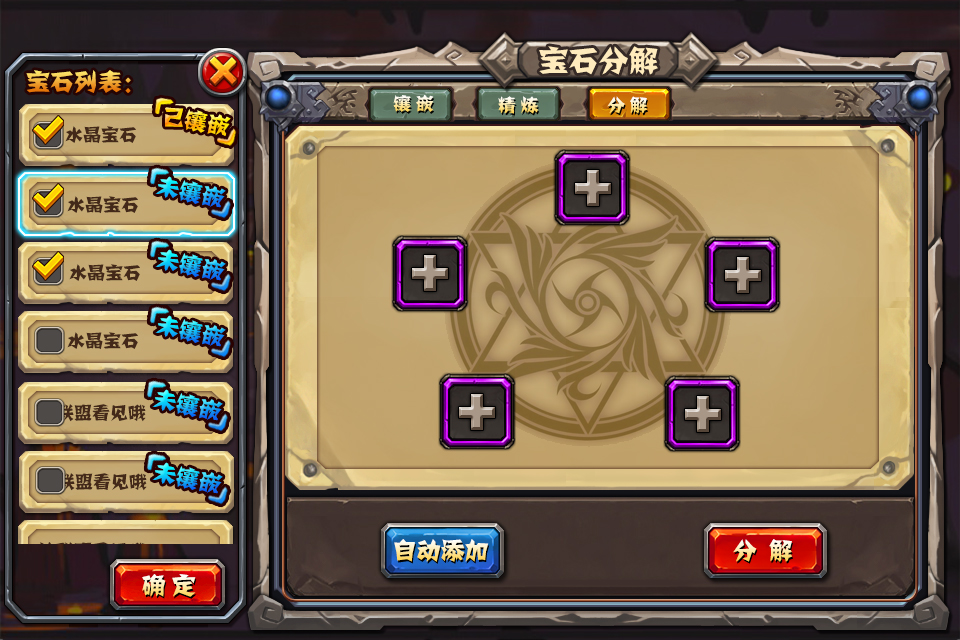 宝石分解
宝石列表：
镶嵌
精炼
分解
水晶宝石
已镶嵌
水晶宝石
未镶嵌
水晶宝石
未镶嵌
水晶宝石
未镶嵌
联盟看见哦
未镶嵌
联盟看见哦
未镶嵌
确定
自动添加
分解